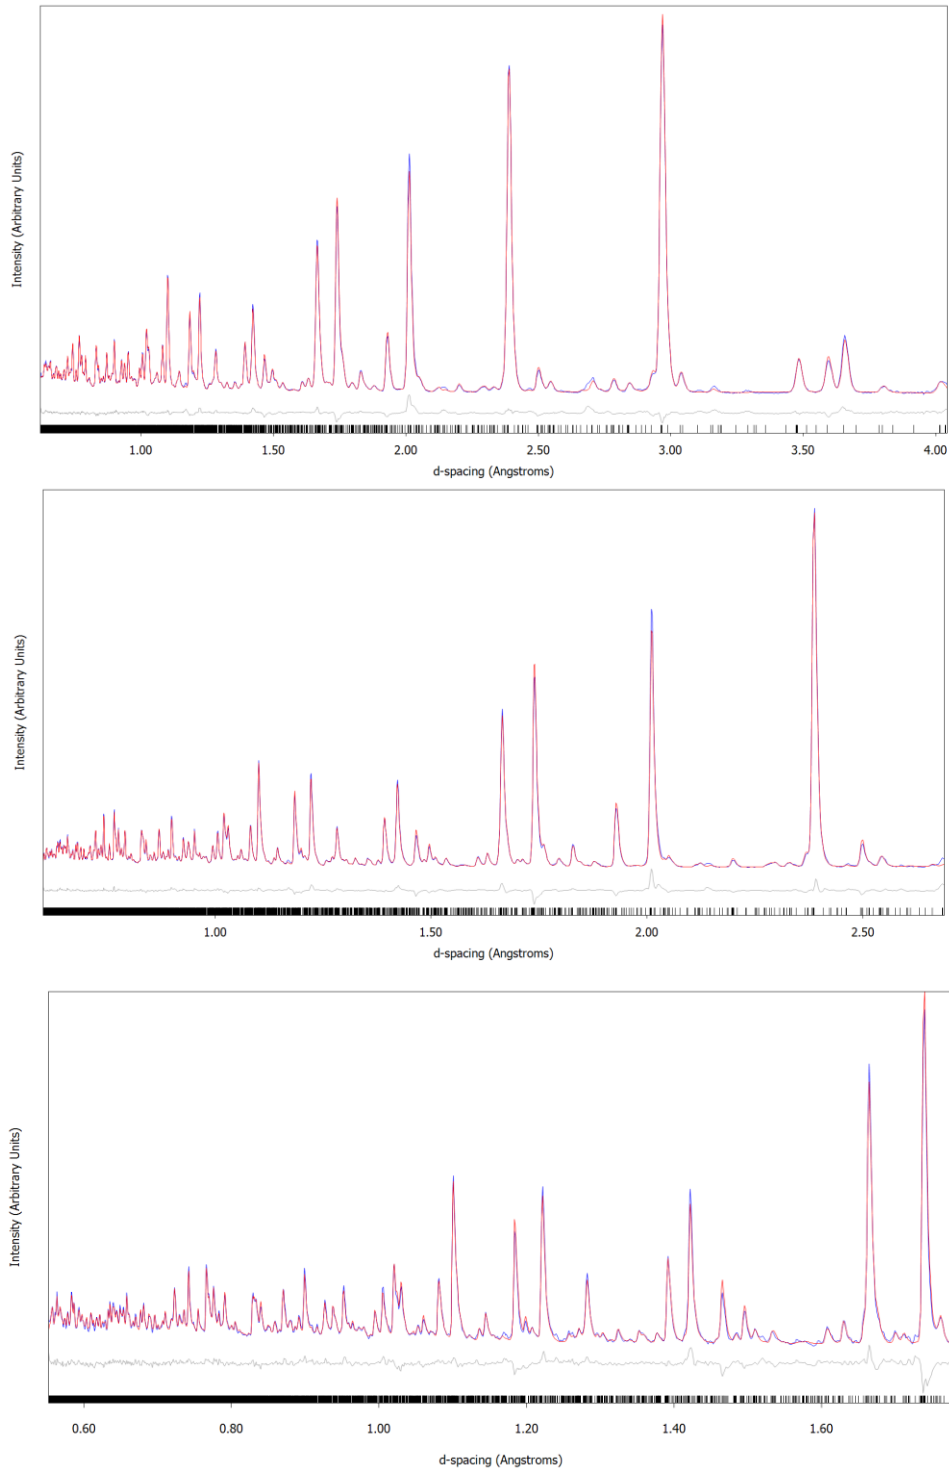 Intensity (Arbitrary Units)
1.00 1.50 2.00 2.50 3.00 3.50 4.00
d-spacing (Angstroms)
Intensity (Arbitrary Units)
1.00 1.50 2.00 2.50
d-spacing (Angstroms)
Intensity (Arbitrary Units)
0.60 0.80 1.00 1.20 1.40 1.60
d-spacing (Angstroms)